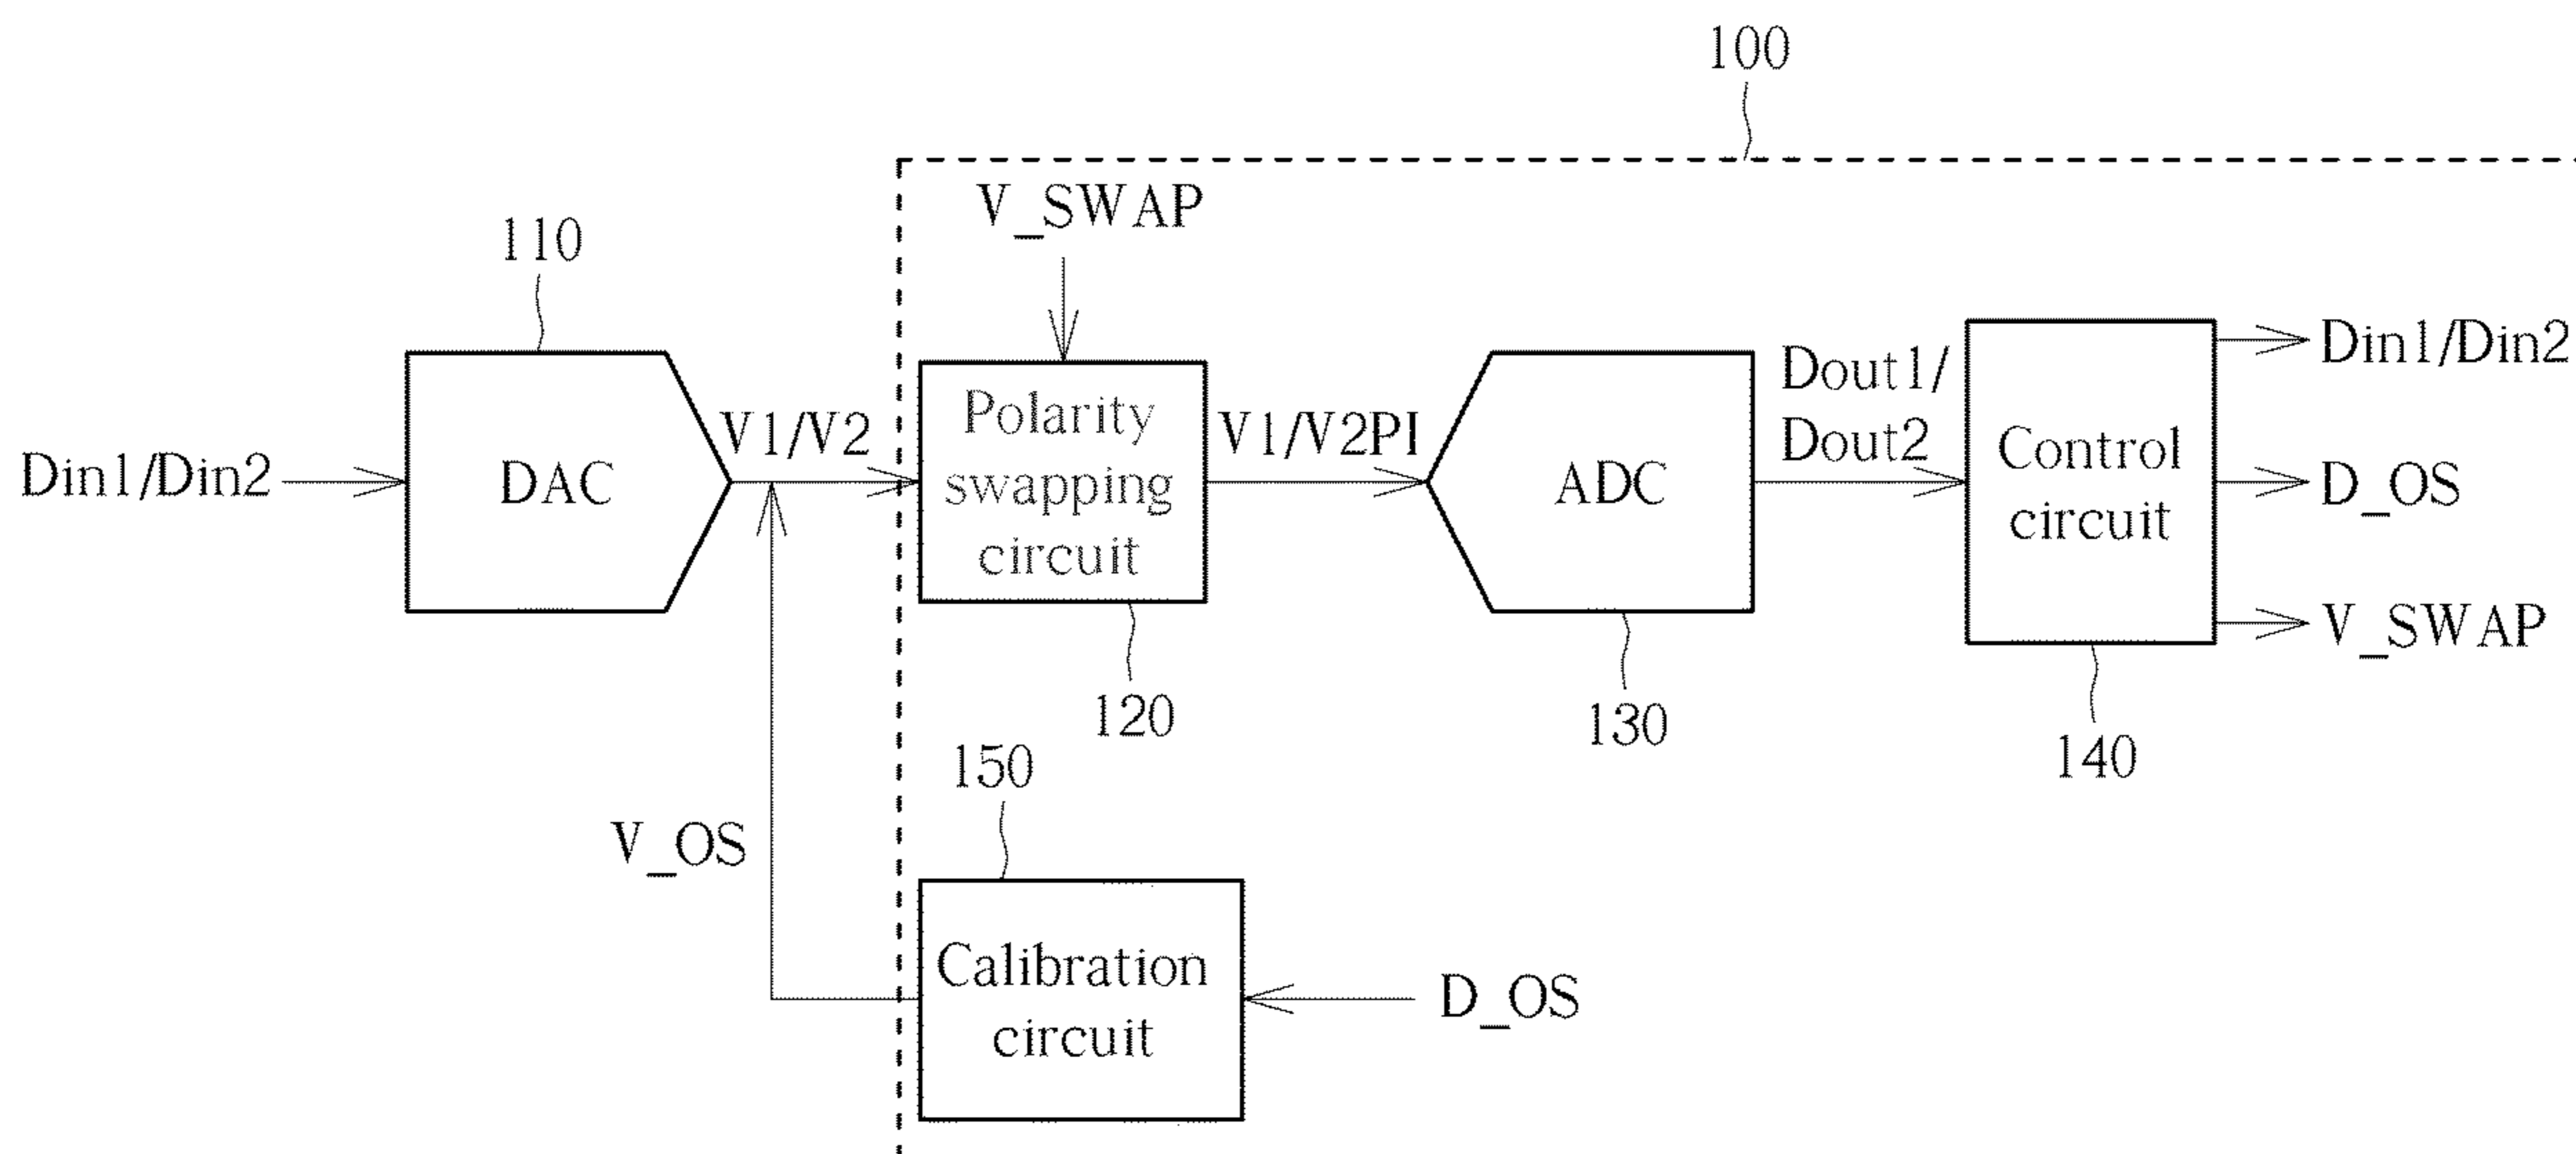 100
V_SWAP
110
Din1/Din2
DAC
V1/V2
Polarity
swapping
circuit
120
V1/V2PI
ADC
130
Dout1/
Dout2
Control
circuit
140
Din1/Din2
D_OS
V_SWAP
V_OS
150
Calibration
circuit
D_OS